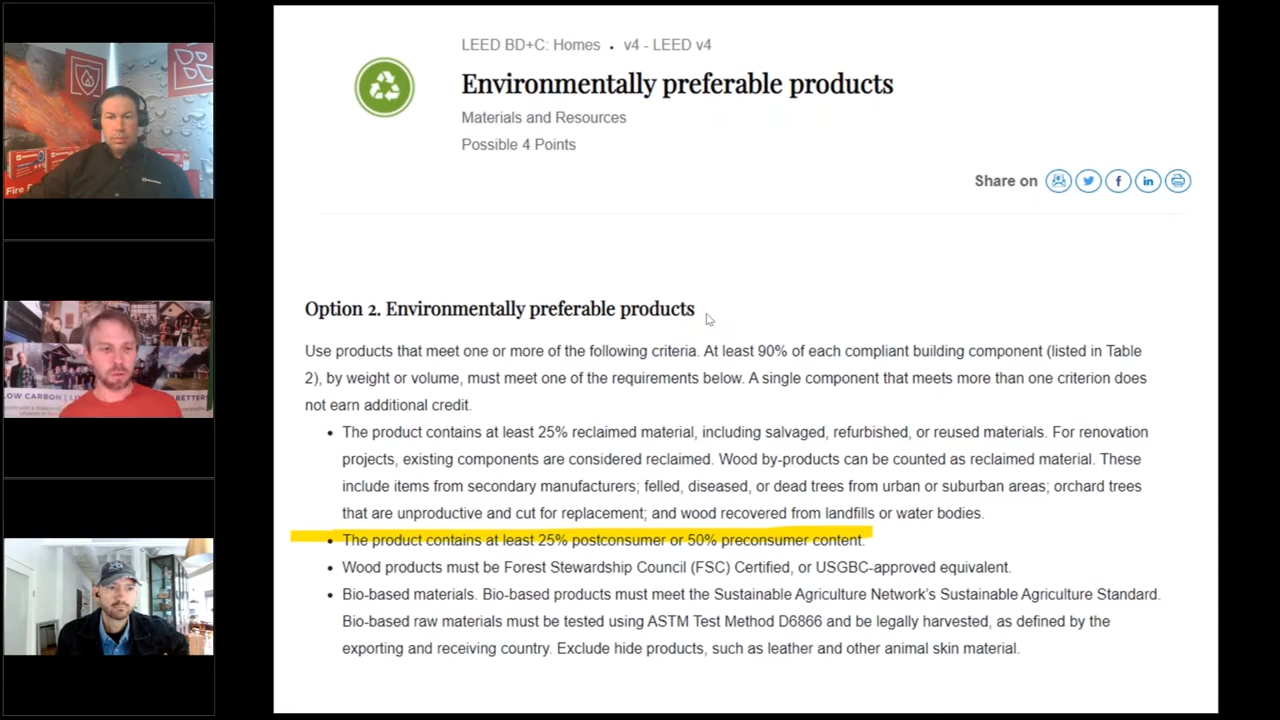 LEED BD+C: Homes • v4 - LEED v4
Environmentally preferable products
Materials and Resources
Possible 4 Points
Share on
Option 2. Environmentally preferable products
Use products that meet one or more of the following criteria. At least 90% of each compliant building component (listed in Table
2), by weight or volume, must meet one of the requirements below. A single component that meets more than one criterion does
not earn additional credit.
• The product contains at least 25% reclaimed material, including salvaged, refurbished, or reused materials. For renovation
projects, existing components are considered reclaimed. Wood by-products can be counted as reclaimed material. These
include items from secondary manufacturers; felled, diseased, or dead trees from urban or suburban areas; orchard trees
that are unproductive and cut for replacement; and wood recovered from landfills or water bodies.
• The product contains at least 25% postconsumer or 50% preconsumer content.
• Wood products must be Forest Stewardship Council (FSC) Certified, or USGBC-approved equivalent.
• Bio-based materials. Bio-based products must meet the Sustainable Agriculture Network's Sustainable Agriculture Standard.
Bio-based raw materials must be tested using ASTM Test Method D6866 and be legally harvested, as defined by the
exporting and receiving country. Exclude hide products, such as leather and other animal skin material.
Fire
LOW CARBON